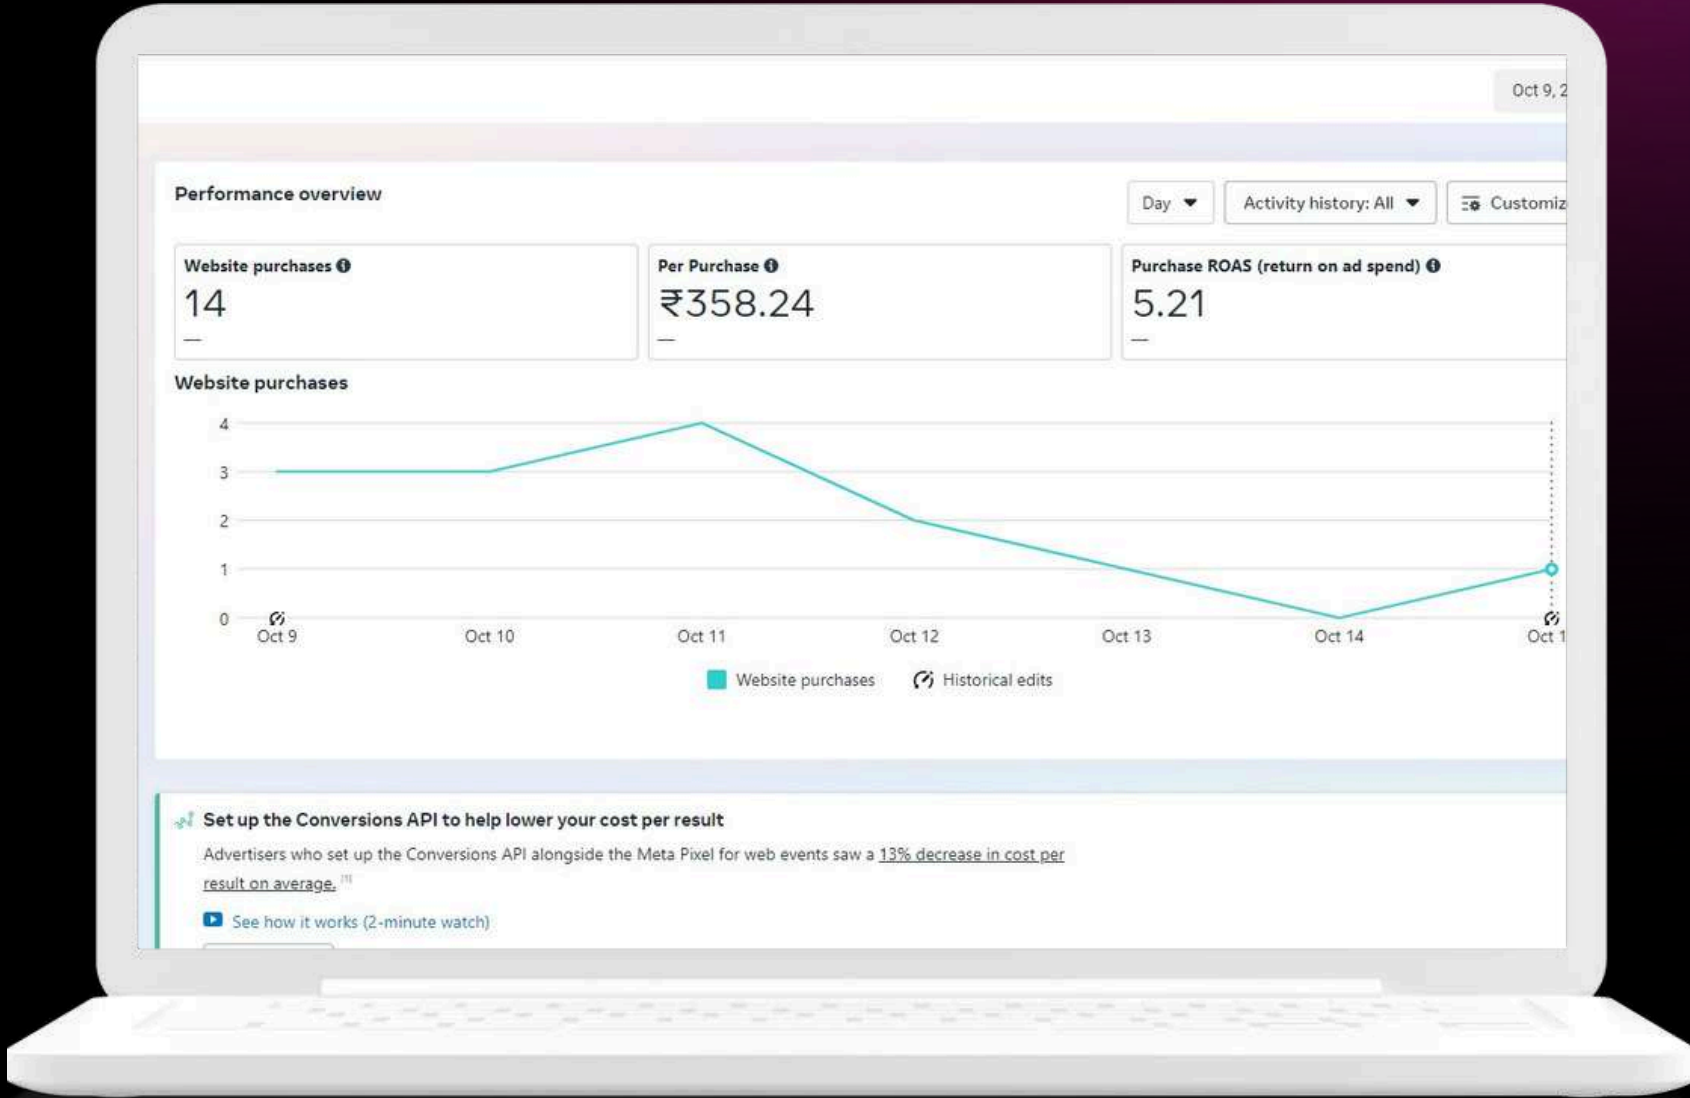 Oct 9, 2
Performance overview
Day
Activity history: All
Customiz
Website purchases
14
—
Per Purchase
₹358.24
—
Purchase ROAS (return on ad spend)
5.21
—
Website purchases
4
3
2
1
0
Oct 9 Oct 10 Oct 11 Oct 12 Oct 13 Oct 14 Oct 1
Website purchases Historical edits
Set up the Conversions API to help lower your cost per result
Advertisers who set up the Conversions API alongside the Meta Pixel for web events saw a 13% decrease in cost per
result on average. [1]
See how it works (2-minute watch)